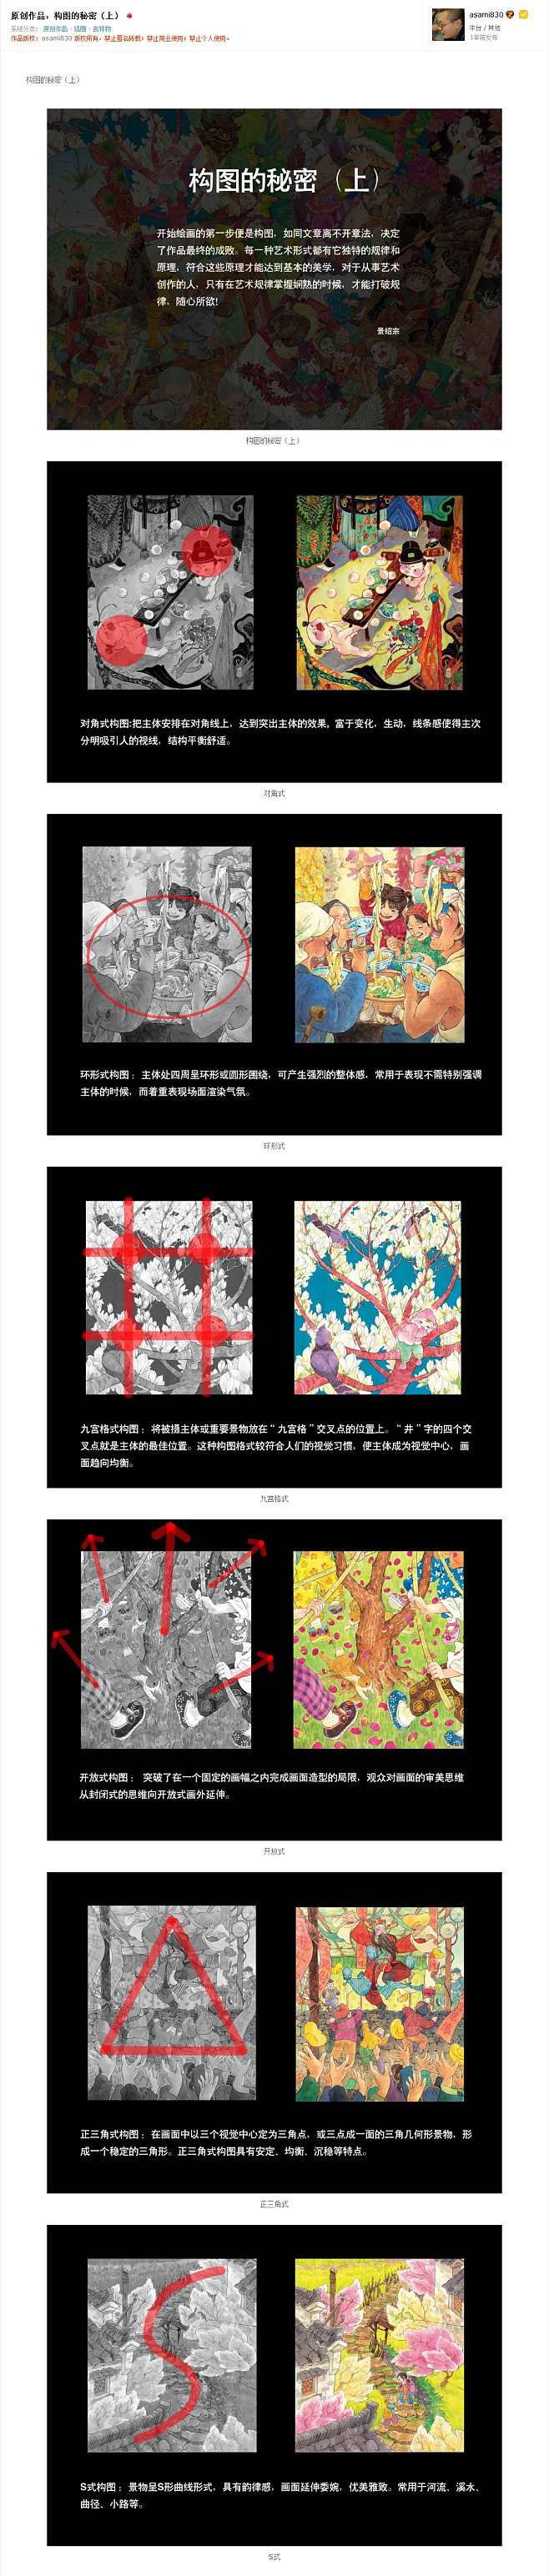 原创作品：构图的秘密（上）
系统分类：原创作品 - 绘画 - 吉祥物
作品版权：asami830 版权所有，禁止匿名转载；禁止商业使用；禁止个人使用。
asami830
丰台 / 其他
1年前发布
构图的秘密（上）
构图的秘密（上）
开始绘画的第一步便是构图，如同文章离不开章法，决定
了作品最终的成败。每一种艺术形式都有它独特的规律和
原理，符合这些原理才能达到基本的美学，对于从事艺术
创作的人，只有在艺术规律掌握娴熟的时候，才能打破规
律，随心所欲!
景绍宗
构图的秘密（上）
对角式构图:把主体安排在对角线上，达到突出主体的效果，富于变化，生动，线条感使得主次
分明吸引人的视线，结构平衡舒适。
对角式
环形式构图： 主体处四周呈环形或圆形围绕，可产生强烈的整体感，常用于表现不需特别强调
主体的时候，而着重表现场面渲染气氛。
环形式
九宫格式构图：将被摄主体或重要景物放在“九宫格”交叉点的位置上。“井”字的四个交
叉点就是主体的最佳位置。这种构图格式较符合人们的视觉习惯，使主体成为视觉中心，画
面趋向均衡。
九宫格式
开放式构图： 突破了在一个固定的画幅之内完成画面造型的局限，观众对画面的审美思维
从封闭式的思维向开放式画外延伸。
开放式
正三角式构图：在画面中以三个视觉中心定为三角点，或三点成一面的三角几何形景物，形
成一个稳定的三角形。正三角式构图具有安定、均衡、沉稳等特点。
正三角式
S式构图：景物呈S形曲线形式，具有韵律感，画面延伸委婉，优美雅致。常用于河流、溪水、
曲径、小路等。
S式